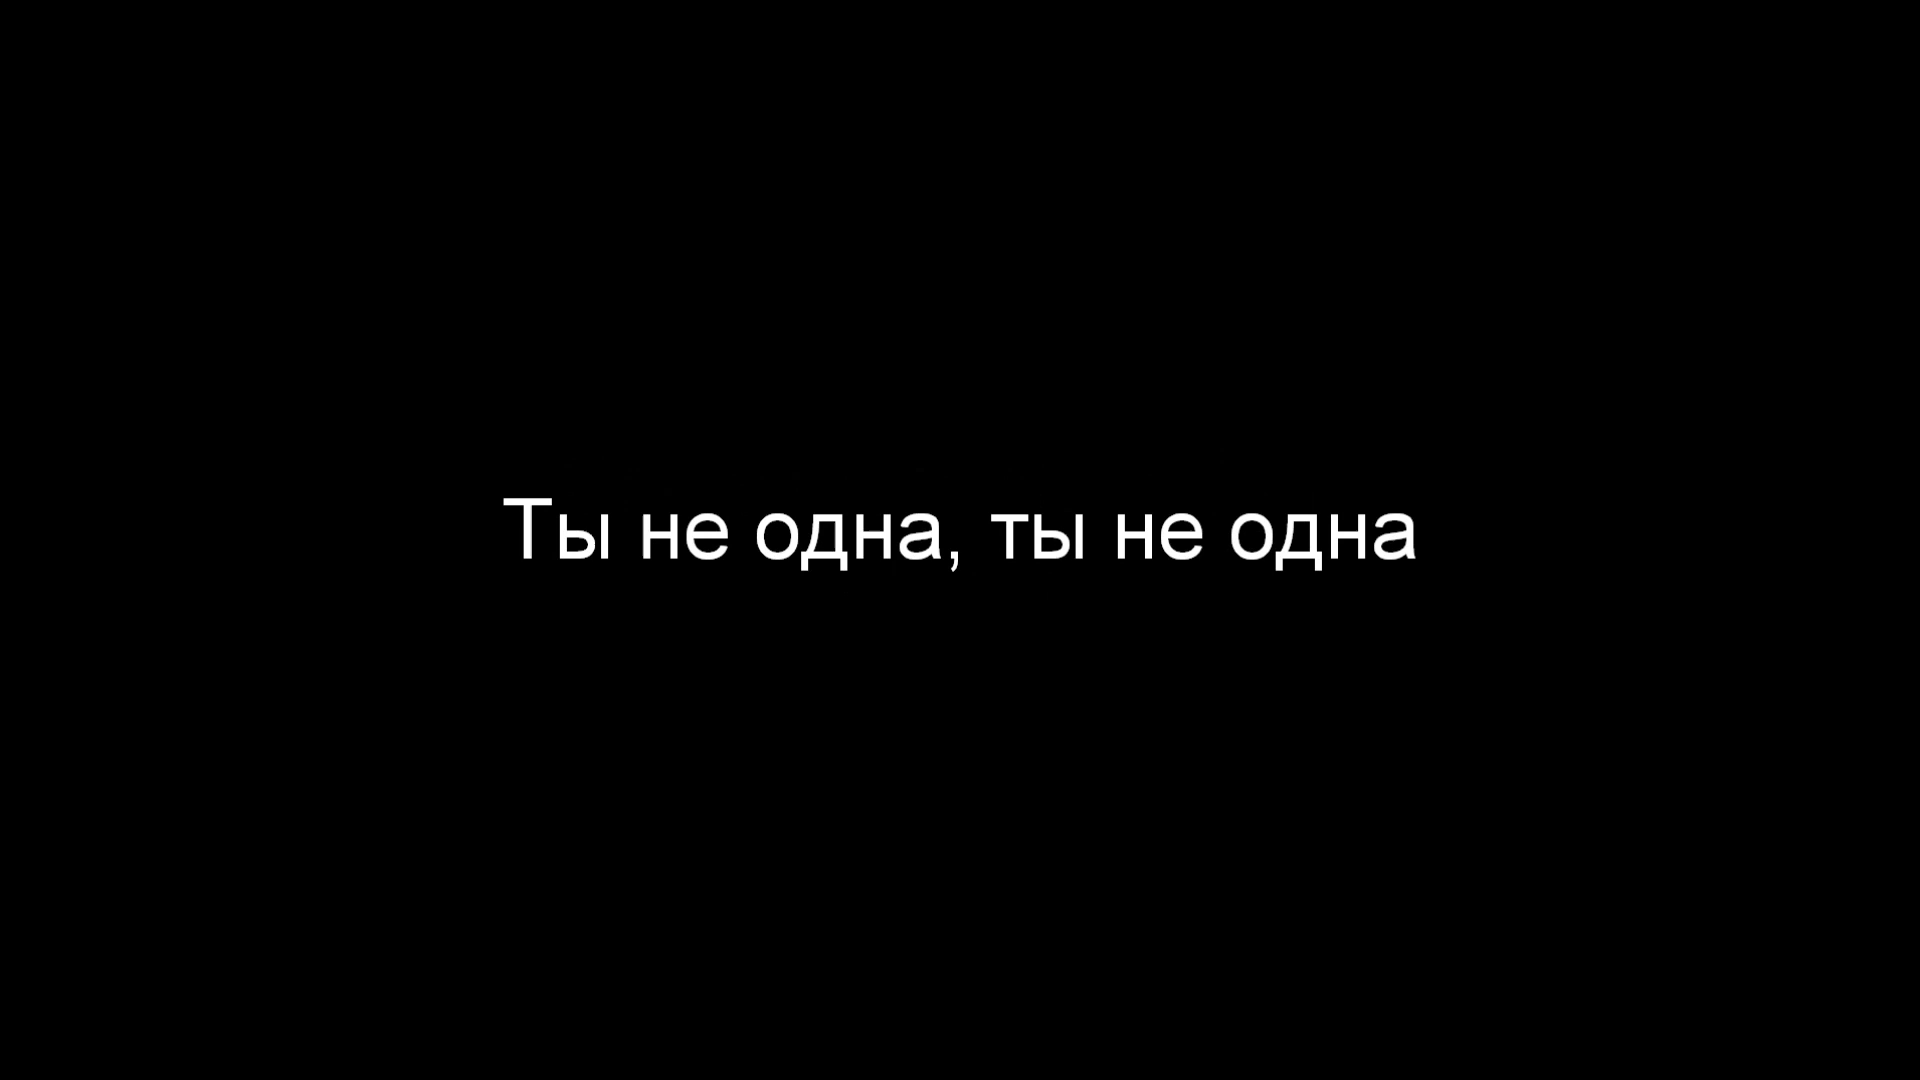 Ты не одна, ты не одна